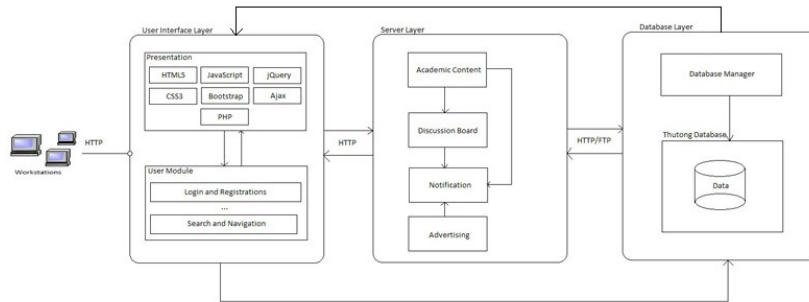 User Interface Layer
Server Layer
Database Layer
Presentation
HTML5
JavaScript
jQuery
CSS3
Bootstrap
Ajax
PHP
Academic Content
Database Manager
HTTP
Workstations
HTTP
Discussion Board
HTTP/FTP
Thutong Database
User Module
Login and Registrations
...
Search and Navigation
Notification
Data
Advertising